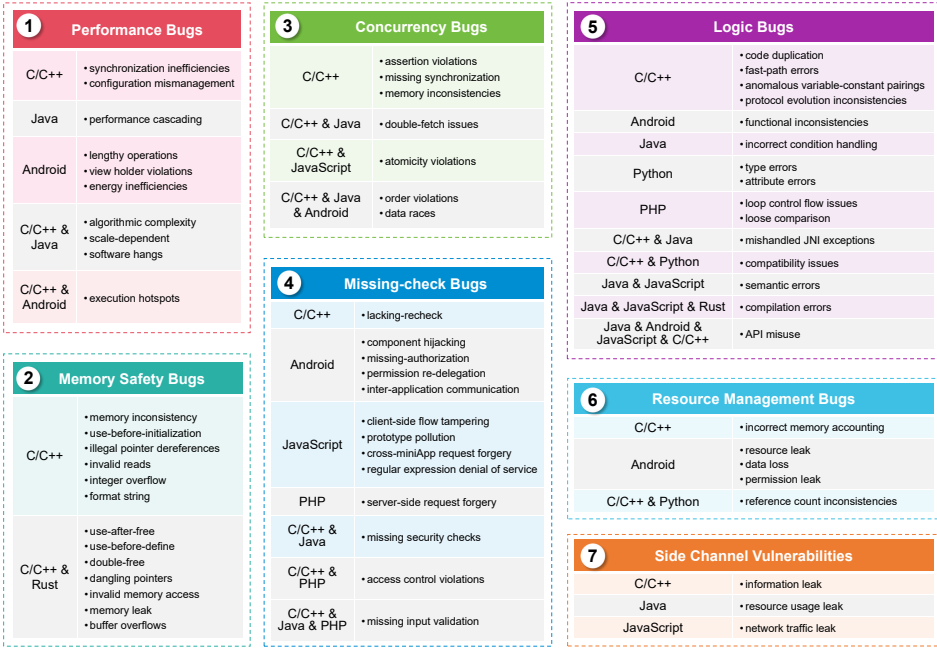 1 Performance Bugs
C/C++
• synchronization inefficiencies
• configuration mismanagement
Java
• performance cascading
Android
• lengthy operations
• view holder violations
• energy inefficiencies
C/C++ &
Java
• algorithmic complexity
• scale-dependent
• software hangs
C/C++ &
Android
• execution hotspots
2 Memory Safety Bugs
C/C++
• memory inconsistency
• use-before-initialization
• illegal pointer dereferences
• invalid reads
• integer overflow
• format string
C/C++ &
Rust
• use-after-free
• use-before-define
• double-free
• dangling pointers
• invalid memory access
• memory leak
• buffer overflows
3 Concurrency Bugs
C/C++
• assertion violations
• missing synchronization
• memory inconsistencies
C/C++ & Java
• double-fetch issues
C/C++ &
JavaScript
• atomicity violations
C/C++ & Java
& Android
• order violations
• data races
4 Missing-check Bugs
C/C++
• lacking-recheck
Android
• component hijacking
• missing-authorization
• permission re-delegation
• inter-application communication
JavaScript
• client-side flow tampering
• prototype pollution
• cross-miniApp request forgery
• regular expression denial of service
PHP
• server-side request forgery
C/C++ &
Java
• missing security checks
C/C++ &
PHP
• access control violations
C/C++ &
Java & PHP
• missing input validation
5 Logic Bugs
C/C++
• code duplication
• fast-path errors
• anomalous variable-constant pairings
• protocol evolution inconsistencies
Android
• functional inconsistencies
Java
• incorrect condition handling
Python
• type errors
• attribute errors
PHP
• loop control flow issues
• loose comparison
C/C++ & Java
• mishandled JNI exceptions
C/C++ & Python
• compatibility issues
Java & JavaScript
• semantic errors
Java & JavaScript & Rust
• compilation errors
Java & Android &
JavaScript & C/C++
• API misuse
6 Resource Management Bugs
C/C++
• incorrect memory accounting
Android
• resource leak
• data loss
• permission leak
C/C++ & Python
• reference count inconsistencies
7 Side Channel Vulnerabilities
C/C++
• information leak
Java
• resource usage leak
JavaScript
• network traffic leak